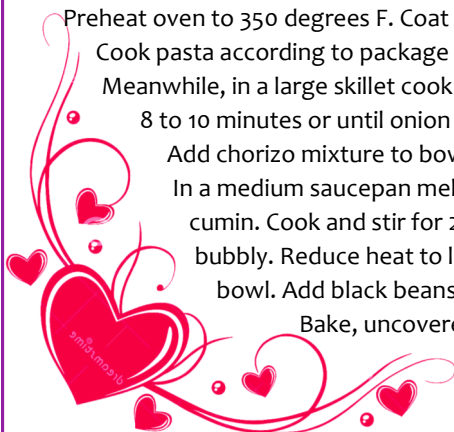 Preheat oven to 350 degrees F. Coat
Cook pasta according to package
Meanwhile, in a large skillet cook
8 to 10 minutes or until onion
Add chorizo mixture to bow
In a medium saucepan mel
cumin. Cook and stir for 2
bubbly. Reduce heat to l
bowl. Add black beans
Bake, uncovere
dreamstime